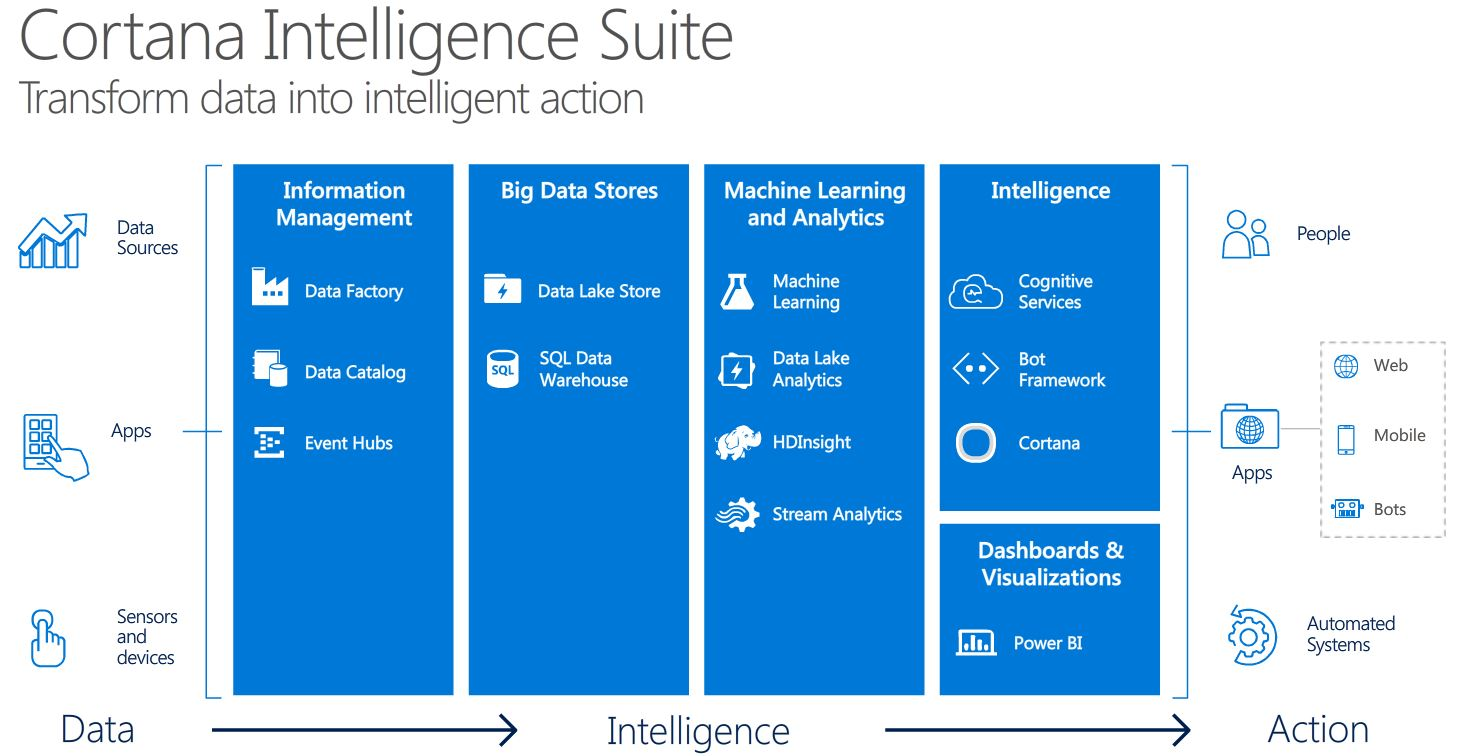 Cortana Intelligence Suite
Transform data into intelligent action
Data
Sources
Apps
Sensors
and
devices
Information
Management
Data Factory
Data Catalog
Event Hubs
Big Data Stores
Data Lake Store
SQL
SQL Data
Warehouse
Machine Learning
and Analytics
Machine
Learning
Data Lake
Analytics
HDInsight
Stream Analytics
Intelligence
Cognitive
Services
Bot
Framework
Cortana
Dashboards &
Visualizations
Power BI
People
Apps
Web
Mobile
Bots
Automated
Systems
Data
Intelligence
Action